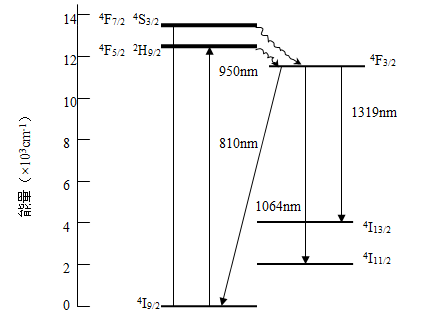 14
⁴F₇/₂ ⁴S₃/₂
⁴F₅/₂ ²H₉/₂
12
⁴F₃/₂
950nm
10
1319nm
8
810nm
能量（×10³cm⁻¹）
6
1064nm
4
⁴I₁₃/₂
2
⁴I₁₁/₂
0
⁴I₉/₂